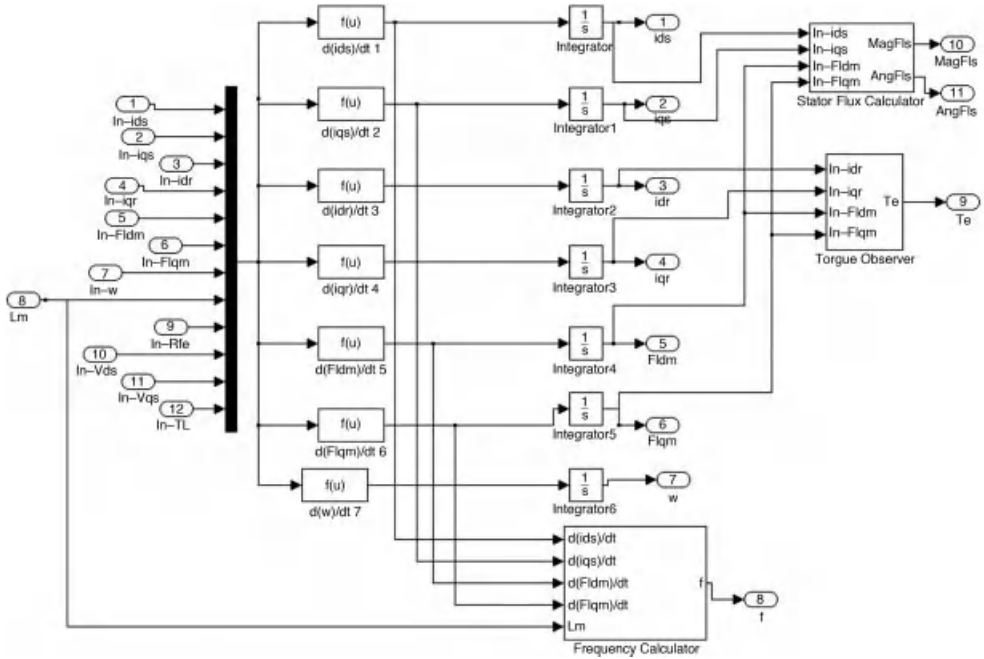 1
In-ids
2
In-iqs
3
In-idr
4
In-iqr
5
In-Fldm
6
In-Flqm
7
In-w
8
Lm
9
In-Rfe
10
In-Vds
11
In-Vqs
12
In-TL
f(u)
d(ids)/dt 1
f(u)
d(iqs)/dt 2
f(u)
d(idr) 3
f(u)
d(iqr)/dt 4
f(u)
d(Fldm)/dt 5
f(u)
d(Flqm)/dt 6
f(u)
d(w)/dt 7
1
s
Integrator
1
s
Integrator1
1
s
Integrator2
1
s
Integrator3
1
s
Integrator4
1
s
Integrator5
1
s
Integrator6
1
ids
2
iqs
3
idr
4
iqr
5
Fldm
6
Flqm
7
w
In-ids
In-iqs
In-Fldm
In-Flqm
MagFls
AngFls
Stator Flux Calculator
10
MagFls
11
AngFls
In-idr
In-iqr
In-Fldm
In-Flqm
Te
Torgue Observer
9
Te
d(ids)/dt
d(iqs)/dt
d(Fldm)/dt
d(Flqm)/dt
Lm
f
Frequency Calculator
8
f